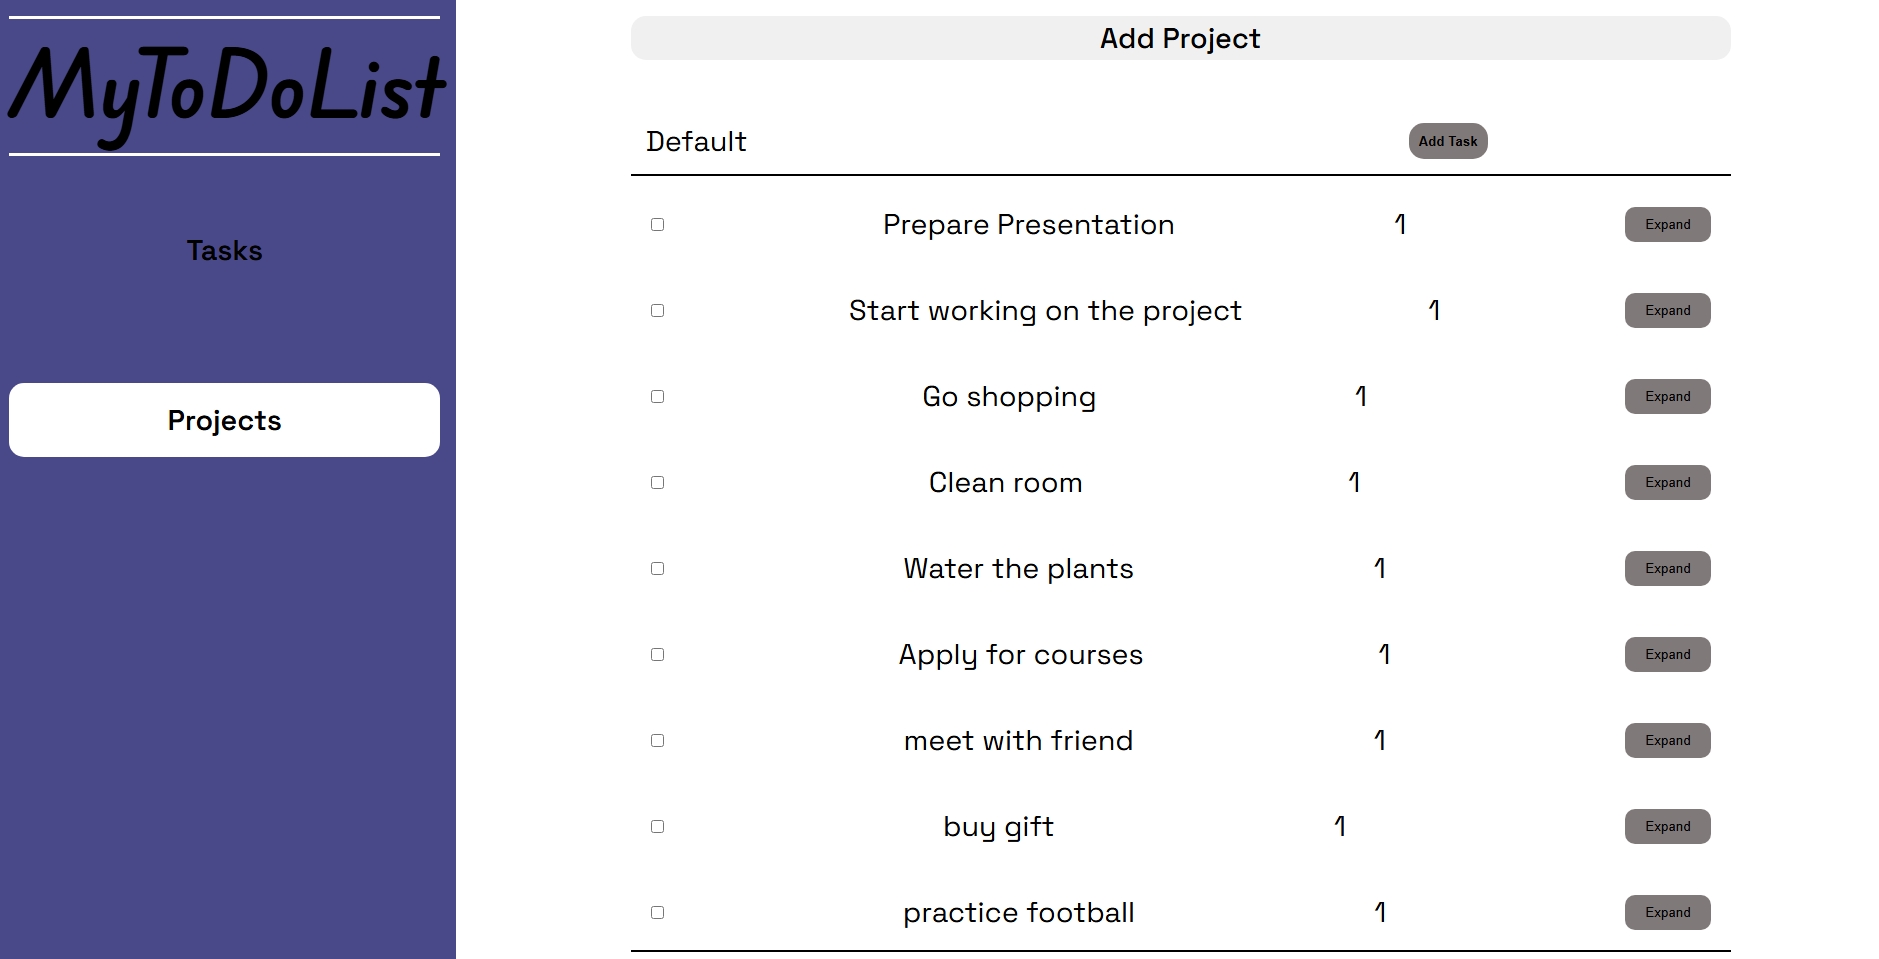 MyToDoList
Tasks
Projects
Add Project
Default Add Task
Prepare Presentation 1 Expand
Start working on the project 1 Expand
Go shopping 1 Expand
Clean room 1 Expand
Water the plants 1 Expand
Apply for courses 1 Expand
meet with friend 1 Expand
buy gift 1 Expand
practice football 1 Expand